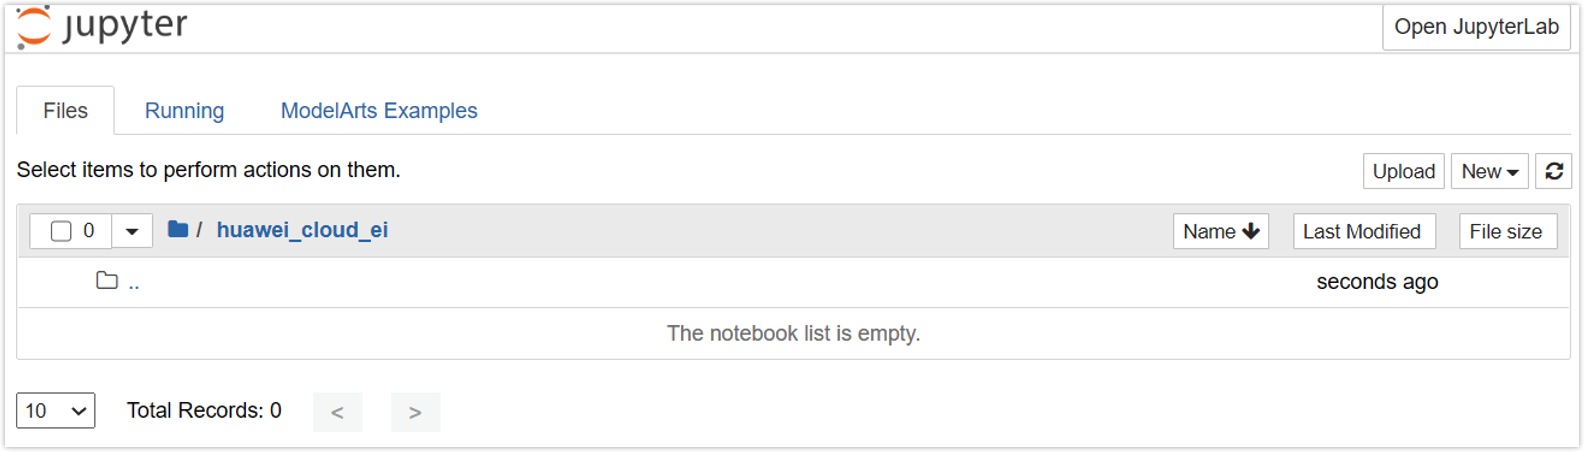 jupyter Open JupyterLab
Files Running ModelArts Examples
Select items to perform actions on them. Upload New
0 / huawei_cloud_ei Name Last Modified File size
.. seconds ago
The notebook list is empty.
10 Total Records: 0 < >